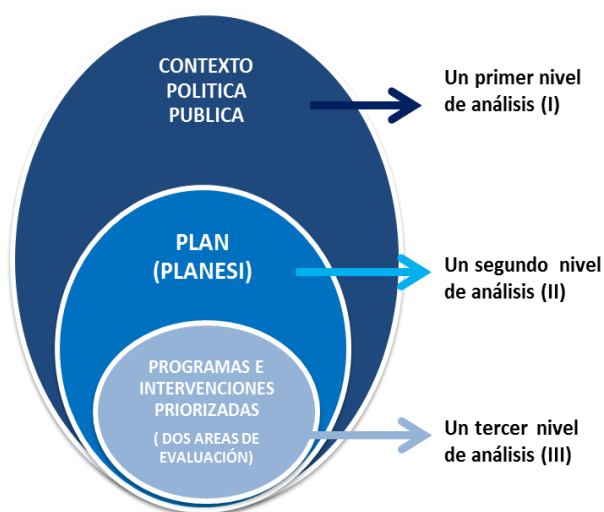 CONTEXTO
POLITICA
PUBLICA
Un primer nivel
de análisis (I)
PLAN
(PLANESI)
Un segundo nivel
de análisis (II)
PROGRAMAS E
INTERVENCIONES
PRIORIZADAS
( DOS AREAS DE
EVALUACIÓN)
Un tercer nivel
de análisis (III)